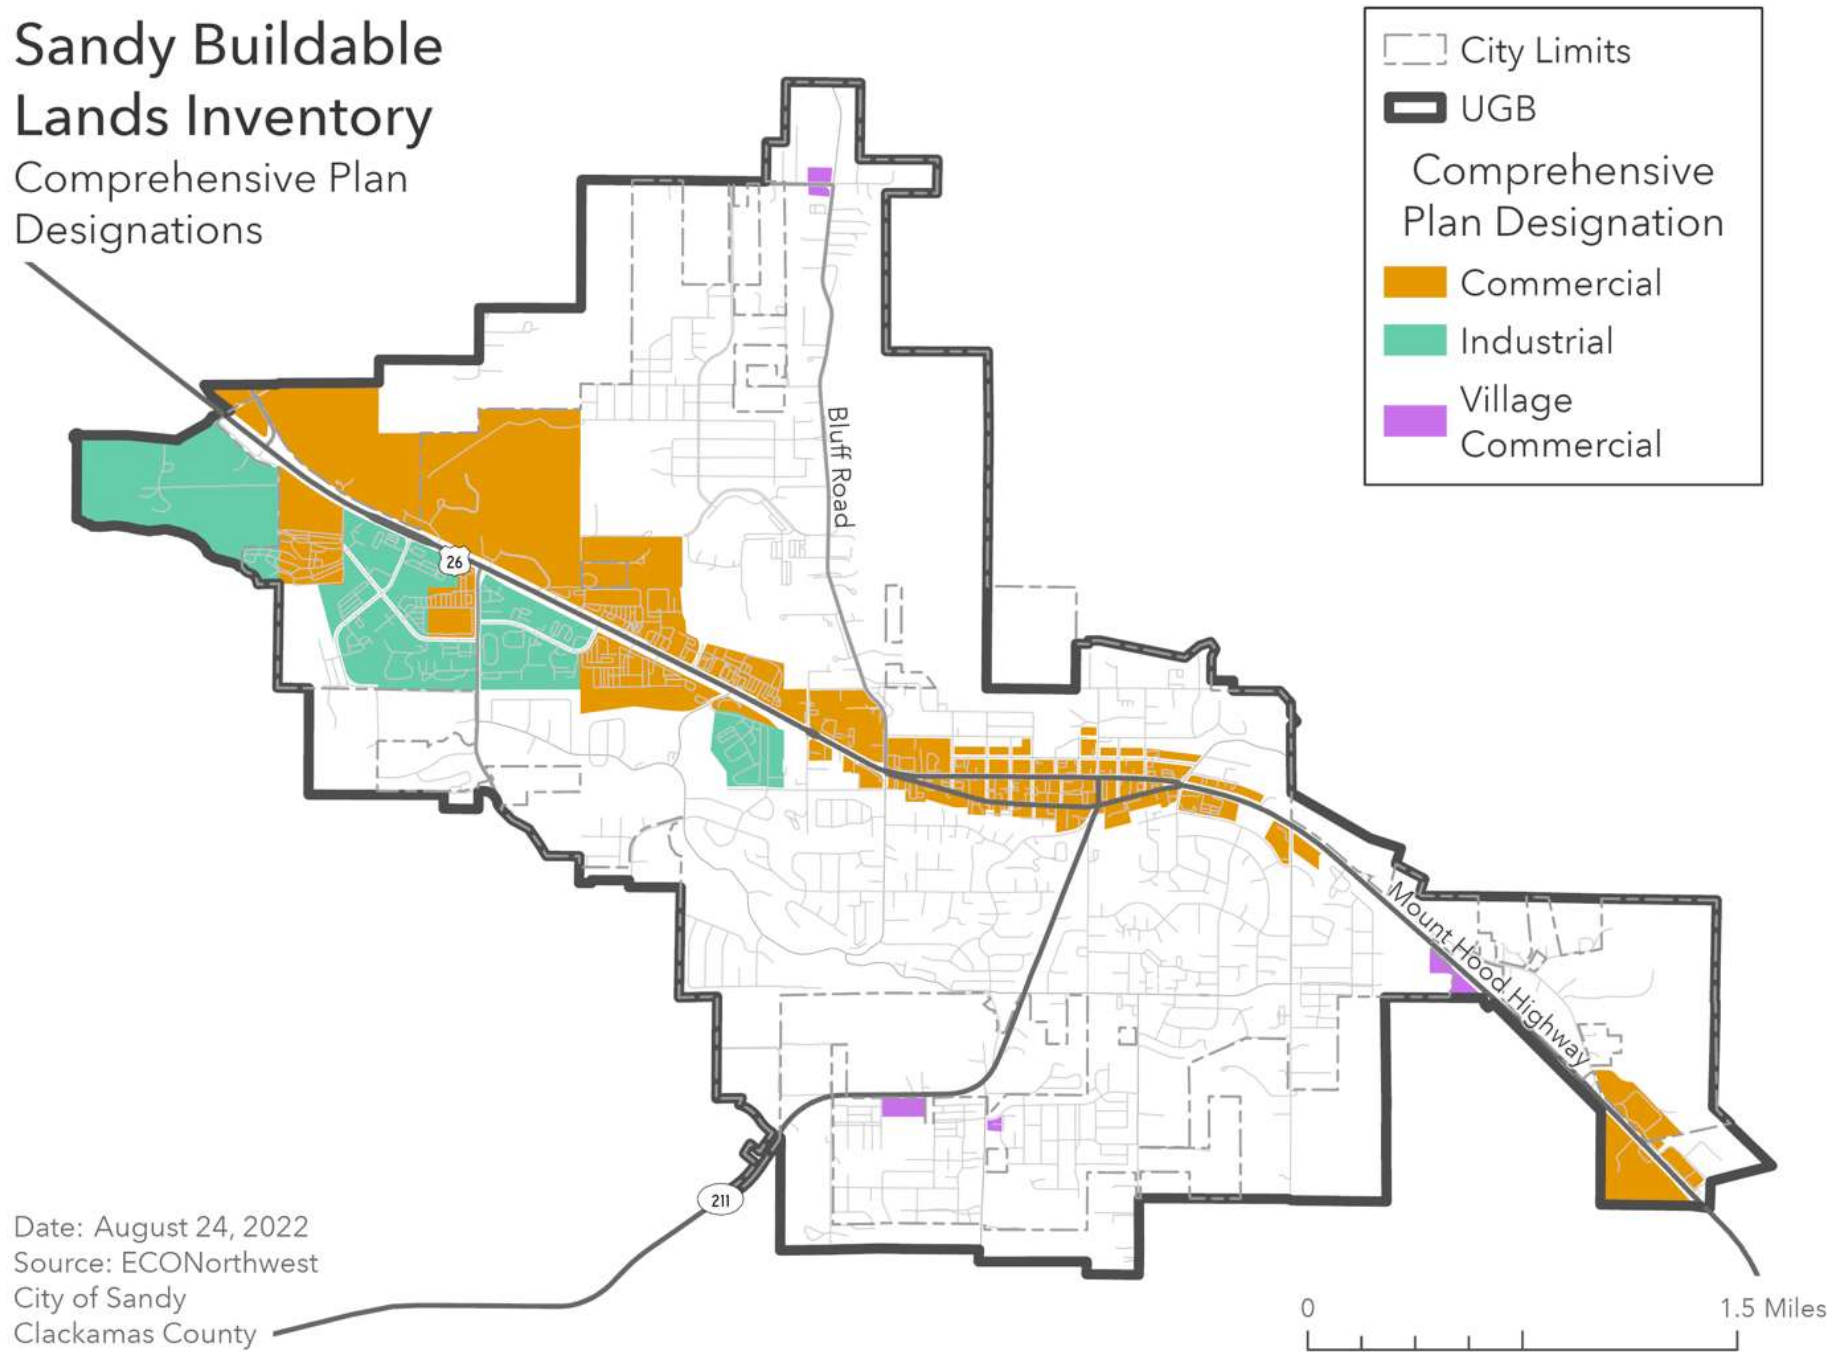 Sandy Buildable
Lands Inventory
Comprehensive Plan
Designations
City Limits
UGB
Comprehensive
Plan Designation
Commercial
Industrial
Village
Commercial
Bluff Road
26
Mount Hood Highway
211
Date: August 24, 2022
Source: ECONorthwest
City of Sandy
Clackamas County
0
1.5 Miles